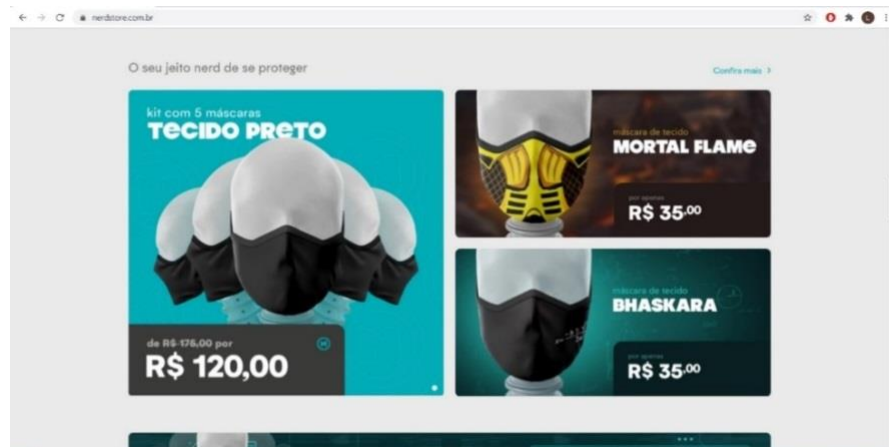 nerdstore.com.br
O seu jeito nerd de se proteger
Confira mais >
kit com 5 máscaras
TECIDO PRETO
de R$ 175,00 por
R$ 120,00
máscara de tecido
MORTAL FLAME
por apenas
R$ 35,00
máscara de tecido
BHASKARA
por apenas
R$ 35,00